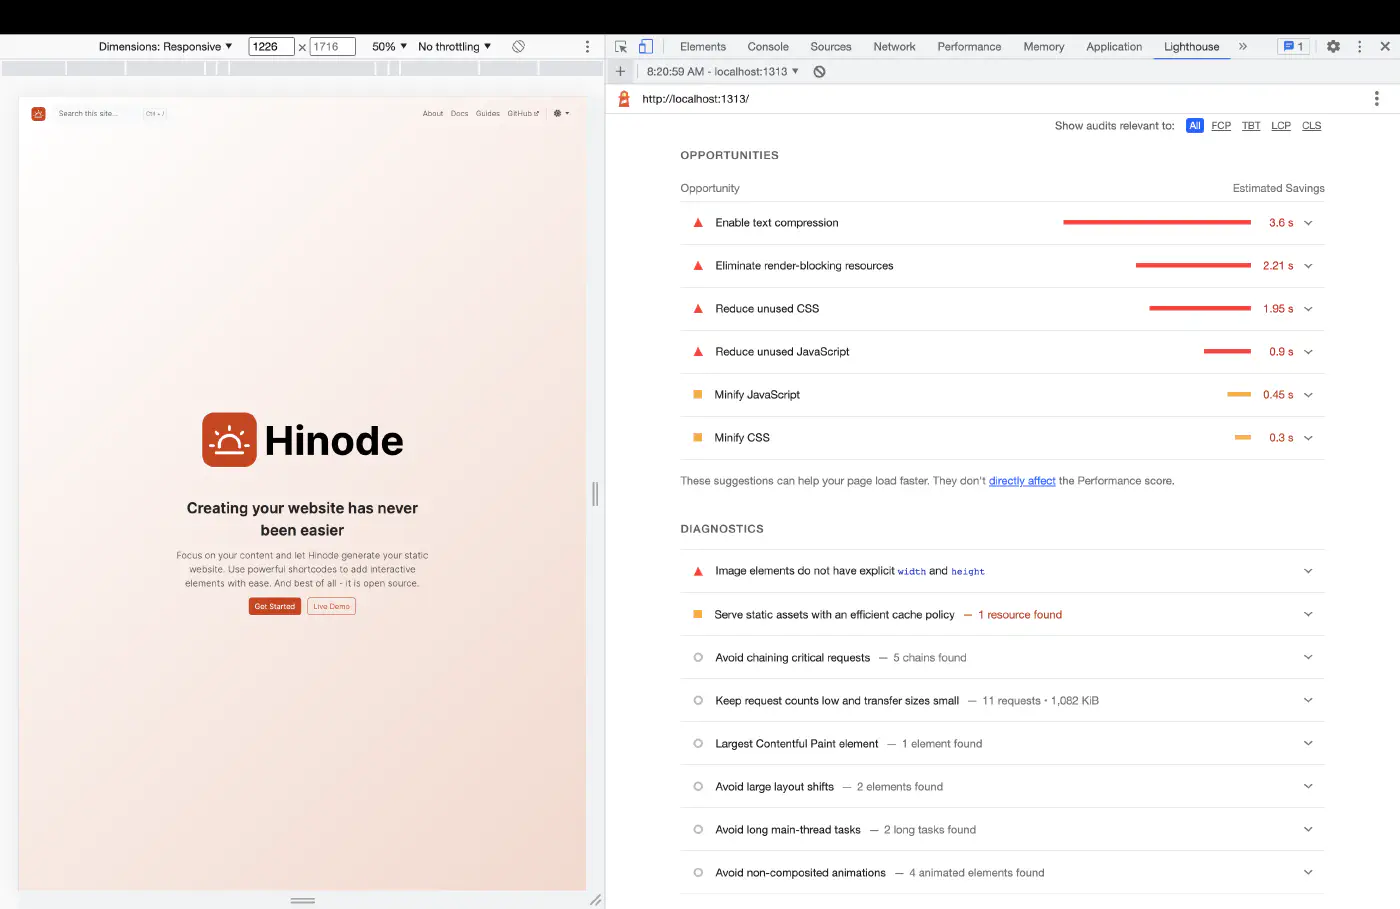 Dimensions: Responsive ▼ 1226 × 1716 50% ▼ No throttling ▼
Elements Console Sources Network Performance Memory Application Lighthouse » 1
8:20:59 AM - localhost:1313 ▼
http://localhost:1313/
Search this site... Ctrl + / About Docs Guides GitHub
Hinode
Creating your website has never
been easier
Focus on your content and let Hinode generate your static
website. Use powerful shortcodes to add interactive
elements with ease. And best of all - it is open source.
Get Started Live Demo
Show audits relevant to: All FCP TBT LCP CLS
OPPORTUNITIES
Opportunity Estimated Savings
Enable text compression 3.6 s
Eliminate render-blocking resources 2.21 s
Reduce unused CSS 1.95 s
Reduce unused JavaScript 0.9 s
Minify JavaScript 0.45 s
Minify CSS 0.3 s
These suggestions can help your page load faster. They don't directly affect the Performance score.
DIAGNOSTICS
Image elements do not have explicit width and height
Serve static assets with an efficient cache policy — 1 resource found
Avoid chaining critical requests — 5 chains found
Keep request counts low and transfer sizes small — 11 requests • 1,082 KiB
Largest Contentful Paint element — 1 element found
Avoid large layout shifts — 2 elements found
Avoid long main-thread tasks — 2 long tasks found
Avoid non-composited animations — 4 animated elements found